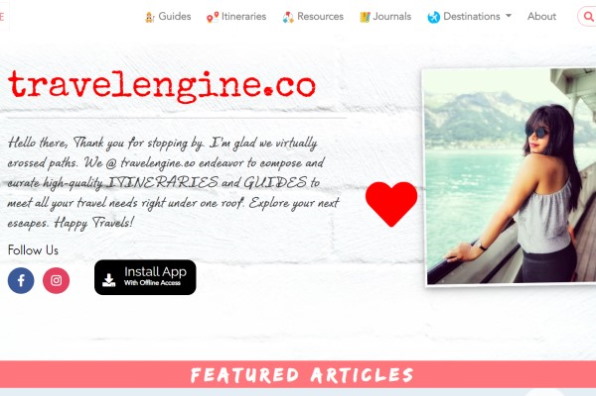 E
Guides Itineraries Resources Journals Destinations About
travelengine.co
Hello there, Thank you for stopping by. I'm glad we virtually
crossed paths. We @ travelengine.co endeavor to compose and
curate high-quality ITINERARIES and GUIDES to
meet all your travel needs right under one roof. Explore your next
escapes. Happy Travels!
Follow Us
Install App
With Offline Access
FEATURED ARTICLES